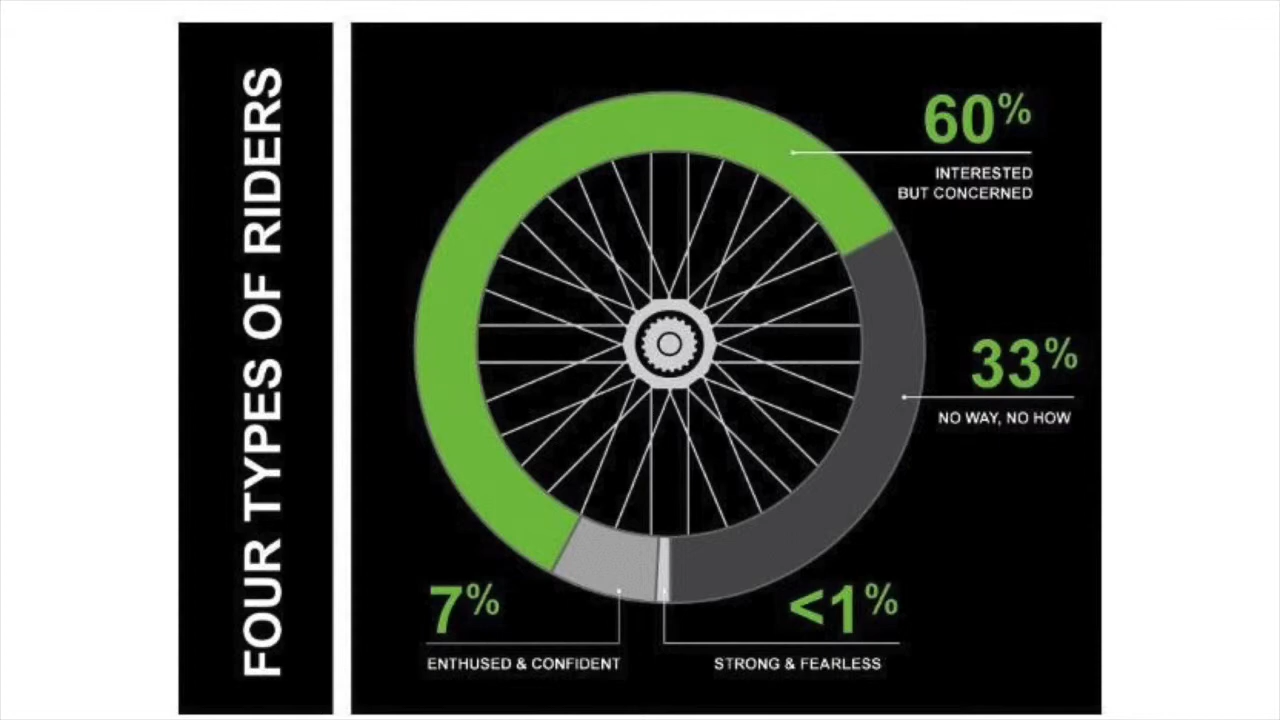 FOUR TYPES OF RIDERS
60%
INTERESTED
BUT CONCERNED
33%
NO WAY, NO HOW
7%
ENTHUSED & CONFIDENT
<1%
STRONG & FEARLESS